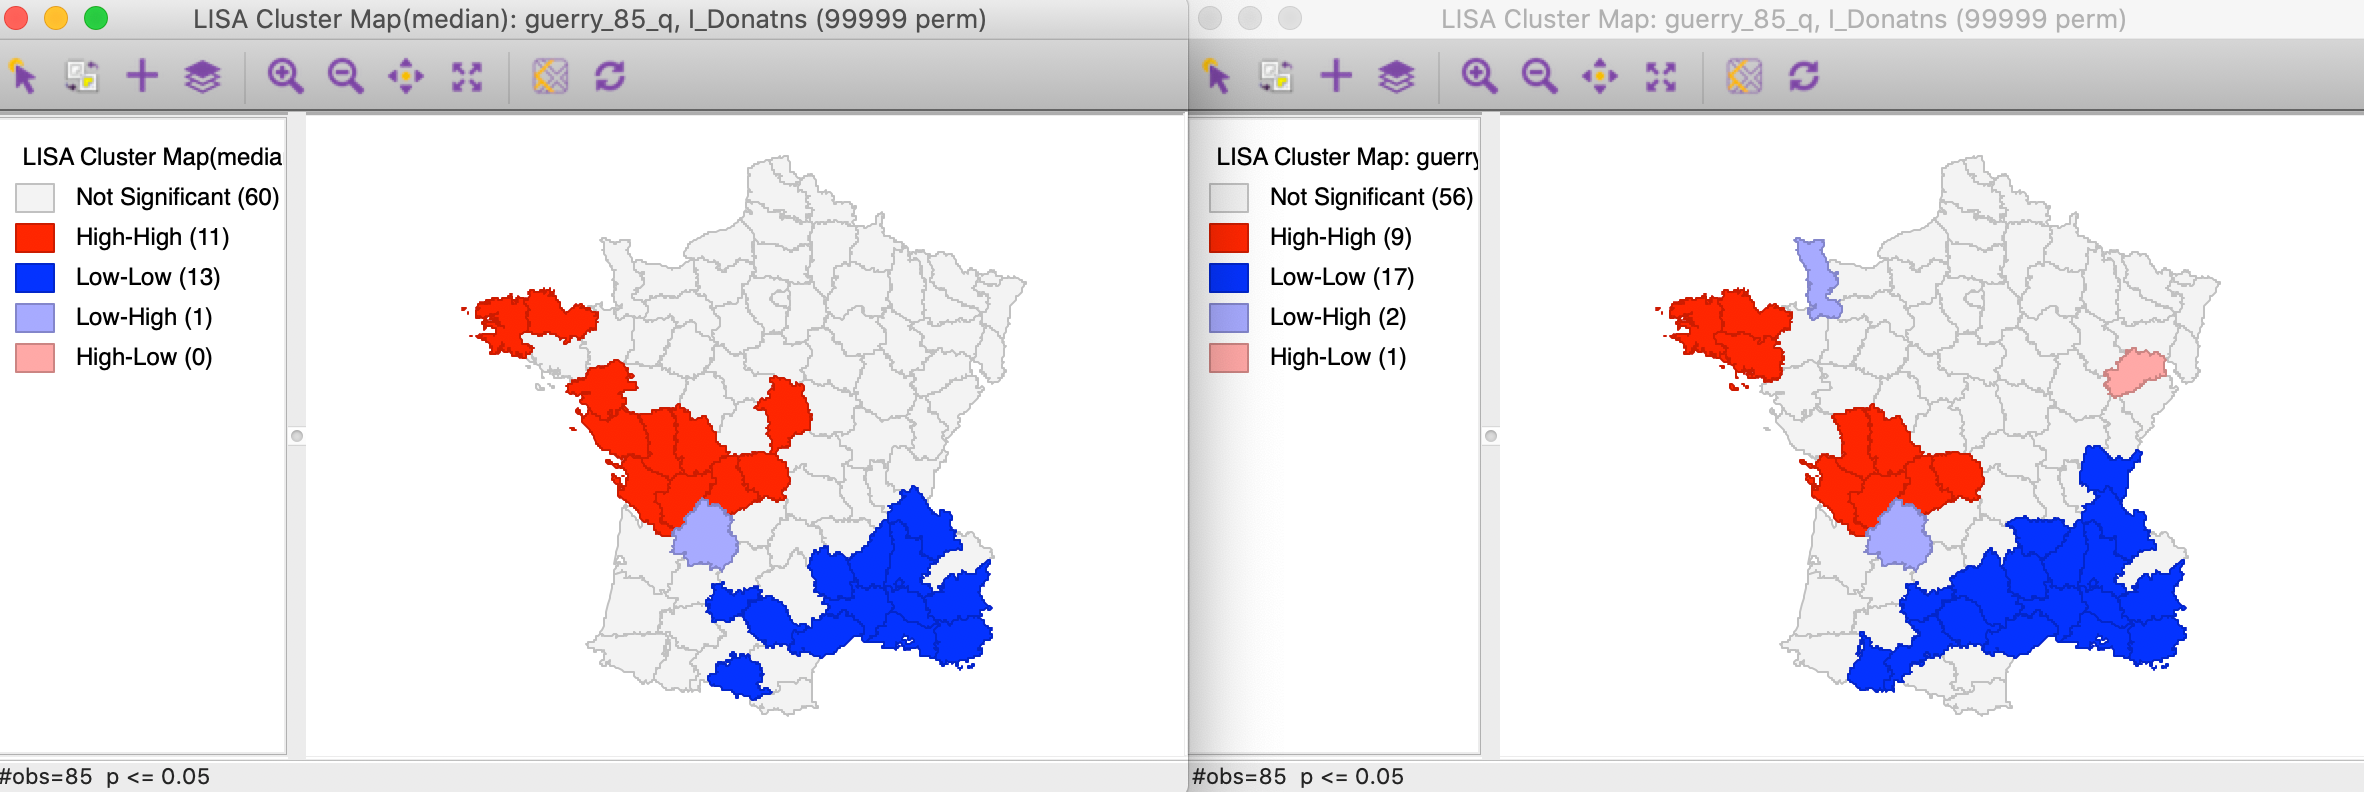 LISA Cluster Map(median): guerry_85_q, I_Donatns (99999 perm)
LISA Cluster Map(media
Not Significant (60)
High-High (11)
Low-Low (13)
Low-High (1)
High-Low (0)
#obs=85 p <= 0.05
LISA Cluster Map: guerry_85_q, I_Donatns (99999 perm)
LISA Cluster Map: guerry
Not Significant (56)
High-High (9)
Low-Low (17)
Low-High (2)
High-Low (1)
#obs=85 p <= 0.05